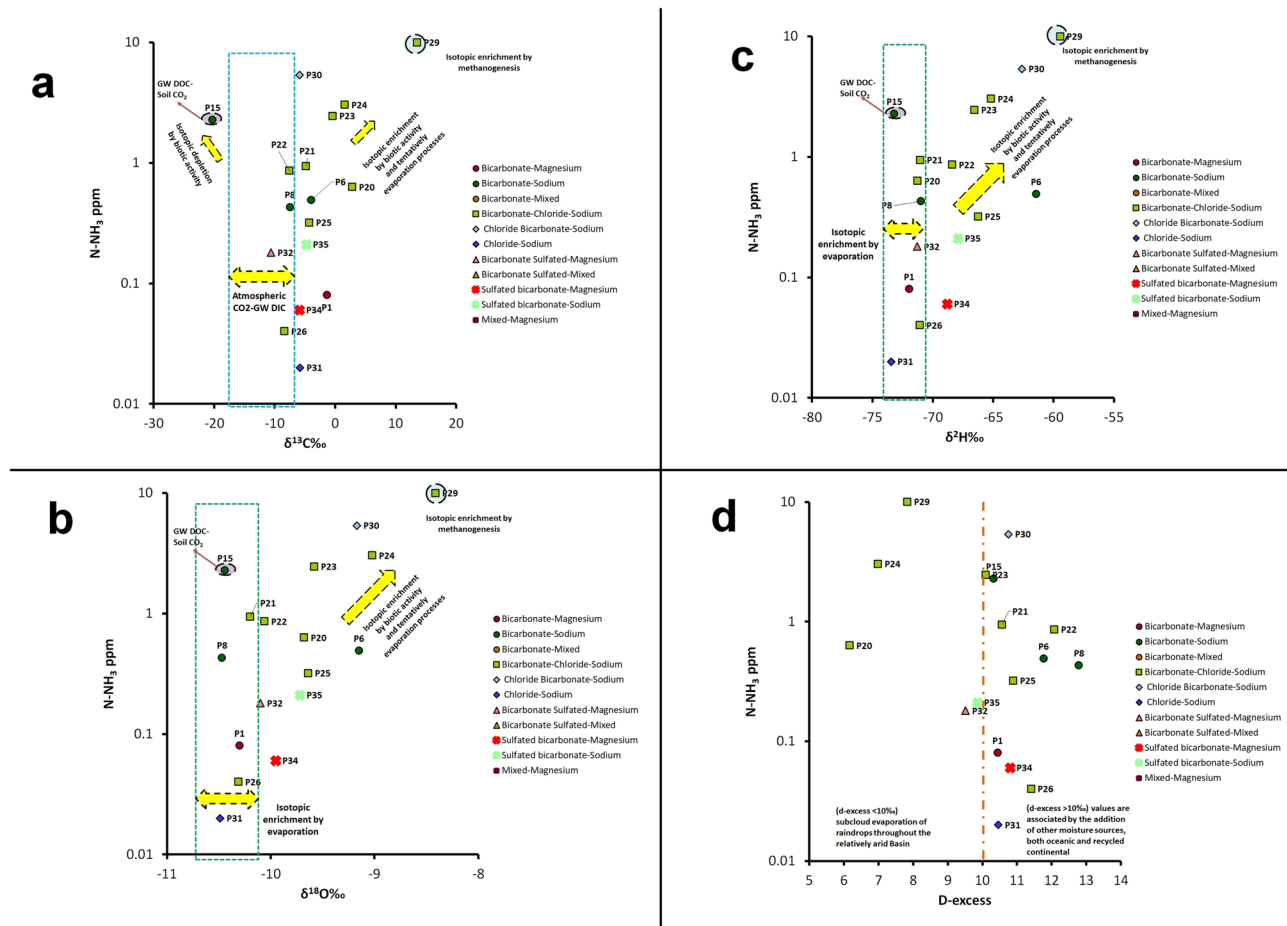 a
10
1
0.1
0.01
N-NH3 ppm
-30
-20
-10
0
10
20
δ13C‰
GW DOC-
Soil CO2
P15
Isotopic depletion
by biotic activity
P29
Isotopic enrichment by
methanogenesis
P30
P24
P23
P22
P21
P6
P20
P8
P25
P35
P32
P34
P1
P26
P31
Isotopic enrichment
by biotic activity
and tentatively
evaporation processes
Atmospheric
CO2-GW DIC
Bicarbonate-Magnesium
Bicarbonate-Sodium
Bicarbonate-Mixed
Bicarbonate-Chloride-Sodium
Chloride Bicarbonate-Sodium
Chloride-Sodium
Bicarbonate Sulfated-Magnesium
Bicarbonate Sulfated-Mixed
Sulfated bicarbonate-Magnesium
Sulfated bicarbonate-Sodium
Mixed-Magnesium
c
10
1
0.1
0.01
N-NH3 ppm
-80
-75
-70
-65
-60
-55
δ2H‰
GW DOC-
Soil CO2
P15
P29
Isotopic enrichment by
methanogenesis
P30
P24
P23
P21
P22
P20
P6
P8
P25
P35
P32
P1
P34
P26
P31
Isotopic enrichment
by biotic activity
and tentatively
evaporation processes
Isotopic
enrichment by
evaporation
Bicarbonate-Magnesium
Bicarbonate-Sodium
Bicarbonate-Mixed
Bicarbonate-Chloride-Sodium
Chloride Bicarbonate-Sodium
Chloride-Sodium
Bicarbonate Sulfated-Magnesium
Bicarbonate Sulfated-Mixed
Sulfated bicarbonate-Magnesium
Sulfated bicarbonate-Sodium
Mixed-Magnesium
b
10
1
0.1
0.01
N-NH3 ppm
-11
-10
-9
-8
δ18O‰
GW DOC-
Soil CO2
P15
P29
Isotopic enrichment by
methanogenesis
P30
P24
P23
P21
P22
P20
P6
P8
P25
P35
P32
P1
P34
P26
P31
Isotopic enrichment
by biotic activity
and tentatively
evaporation processes
Isotopic
enrichment by
evaporation
Bicarbonate-Magnesium
Bicarbonate-Sodium
Bicarbonate-Mixed
Bicarbonate-Chloride-Sodium
Chloride Bicarbonate-Sodium
Chloride-Sodium
Bicarbonate Sulfated-Magnesium
Bicarbonate Sulfated-Mixed
Sulfated bicarbonate-Magnesium
Sulfated bicarbonate-Sodium
Mixed-Magnesium
d
10
1
0.1
0.01
N-NH3 ppm
5
6
7
8
9
10
11
12
13
14
D-excess
P29
P30
P24
P15
P23
P21
P22
P20
P6
P8
P25
P35
P32
P1
P34
P26
P31
(d-excess <10‰)
subcloud evaporation of
raindrops throughout the
relatively arid Basin
(d-excess >10‰) values are
associated by the addition
of other moisture sources,
both oceanic and recycled
continental
Bicarbonate-Magnesium
Bicarbonate-Sodium
Bicarbonate-Mixed
Bicarbonate-Chloride-Sodium
Chloride Bicarbonate-Sodium
Chloride-Sodium
Bicarbonate Sulfated-Magnesium
Bicarbonate Sulfated-Mixed
Sulfated bicarbonate-Magnesium
Sulfated bicarbonate-Sodium
Mixed-Magnesium